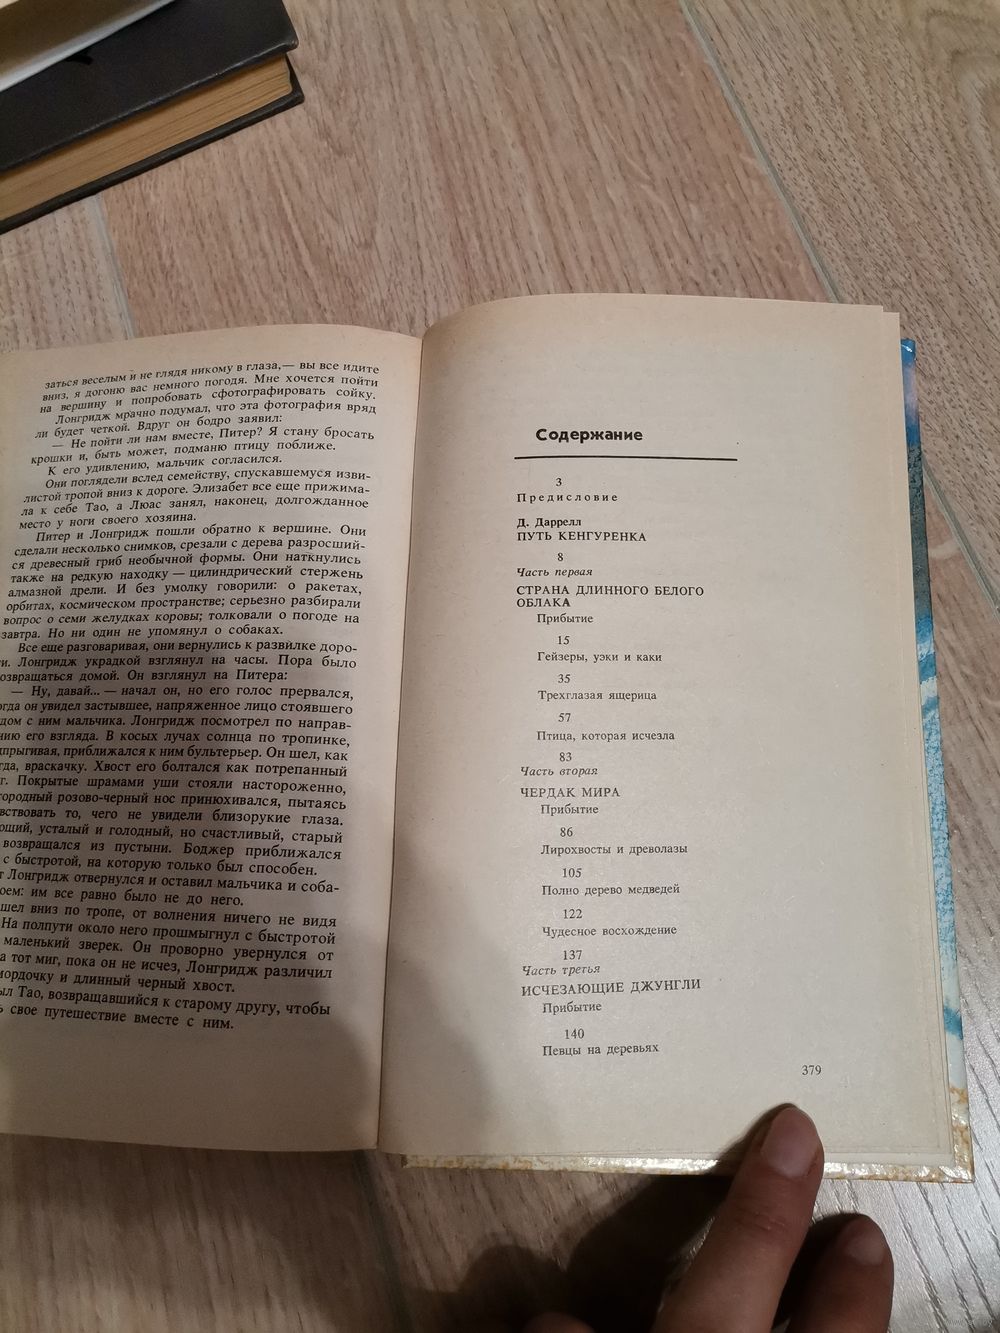 заться веселым и не глядя никому в глаза,— вы все идите
вниз, я догоню вас немного погодя. Мне хочется пойти
на вершину и попробовать сфотографировать сойку.
Лонгридж мрачно подумал, что эта фотография вряд
ли будет четкой. Вдруг он бодро заявил:
— Не пойти ли нам вместе, Питер? Я стану бросать
крошки и, быть может, подманю птицу поближе.
К его удивлению, мальчик согласился.
Они поглядели вслед семейству, спускавшемуся изви-
листой тропой вниз к дороге. Элизабет все еще прижима-
ла к себе Тао, а Люас занял, наконец, долгожданное
место у ноги своего хозяина.
Питер и Лонгридж пошли обратно к вершине. Они
сделали несколько снимков, срезали с дерева разросший-
ся древесный гриб необычной формы. Они наткнулись
также на редкую находку — цилиндрический стержень
алмазной дрели. И без умолку говорили: о ракетах,
орбитах, космическом пространстве; серьезно разбирали
вопрос о семи желудках коровы; толковали о погоде на
завтра. Но ни один не упомянул о собаках.
Все еще разговаривая, они вернулись к развилке доро-
ги. Лонгридж украдкой взглянул на часы. Пора было
возвращаться домой. Он взглянул на Питера:
— Ну, давай... — начал он, но его голос прервался,
огда он увидел застывшее, напряженное лицо стоявшего
дом с ним мальчика. Лонгридж посмотрел по направ-
нию его взгляда. В косых лучах солнца по тропинке,
дпрыгивая, приближался к ним бультерьер. Он шел, как
гда, враскачку. Хвост его болтался как потрепанный
г. Покрытые шрамами уши стояли настороженно,
городный розово-черный нос принюхивался, пытаясь
вствовать то, чего не увидели близорукие глаза.
ющий, усталый и голодный, но счастливый, старый
возвращался из пустыни. Боджер приближался
с быстротой, на которую только был способен.
т Лонгридж отвернулся и оставил мальчика и соба-
оем: им все равно было не до него.
шел вниз по тропе, от волнения ничего не видя
На полпути около него прошмыгнул с быстротой
маленький зверек. Он проворно увернулся от
а тот миг, пока он не исчез, Лонгридж различил
мордочку и длинный черный хвост.
ыл Тао, возвращавшийся к старому другу, чтобы
ь свое путешествие вместе с ним.
Содержание
3
Предисловие
Д. Даррелл
ПУТЬ КЕНГУРЕНКА
8
Часть первая
СТРАНА ДЛИННОГО БЕЛОГО
ОБЛАКА
Прибытие
15
Гейзеры, уэки и каки
35
Трехглазая ящерица
57
Птица, которая исчезла
83
Часть вторая
ЧЕРДАК МИРА
Прибытие
86
Лирохвосты и древолазы
105
Полно дерево медведей
122
Чудесное восхождение
137
Часть третья
ИСЧЕЗАЮЩИЕ ДЖУНГЛИ
Прибытие
140
Певцы на деревьях
379